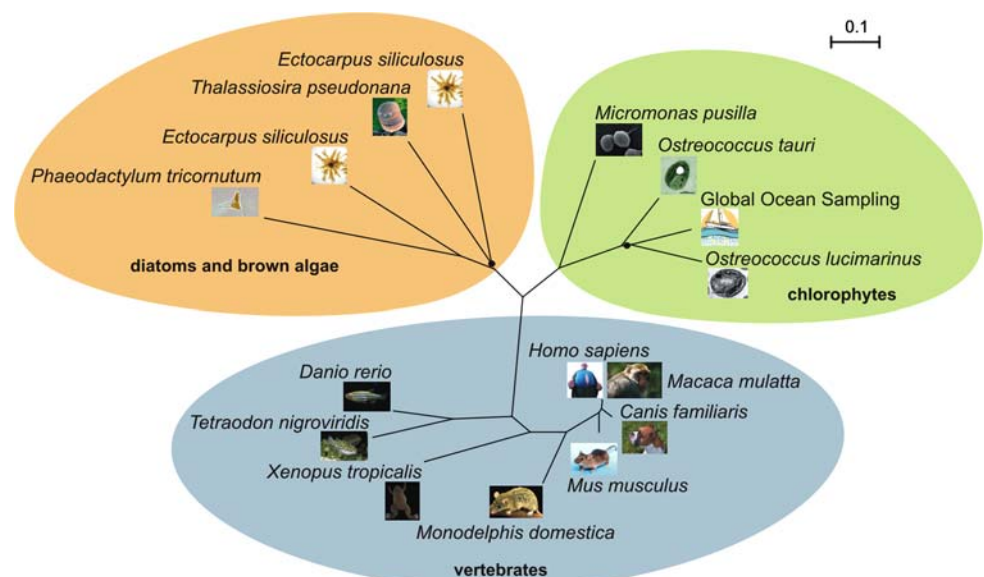 0.1
Ectocarpus siliculosus
Thalassiosira pseudonana
Ectocarpus siliculosus
Phaeodactylum tricornutum
diatoms and brown algae
Micromonas pusilla
Ostreococcus tauri
Global Ocean Sampling
Ostreococcus lucimarinus
chlorophytes
Homo sapiens
Danio rerio
Macaca mulatta
Canis familiaris
Tetraodon nigroviridis
Xenopus tropicalis
Mus musculus
Monodelphis domestica
vertebrates